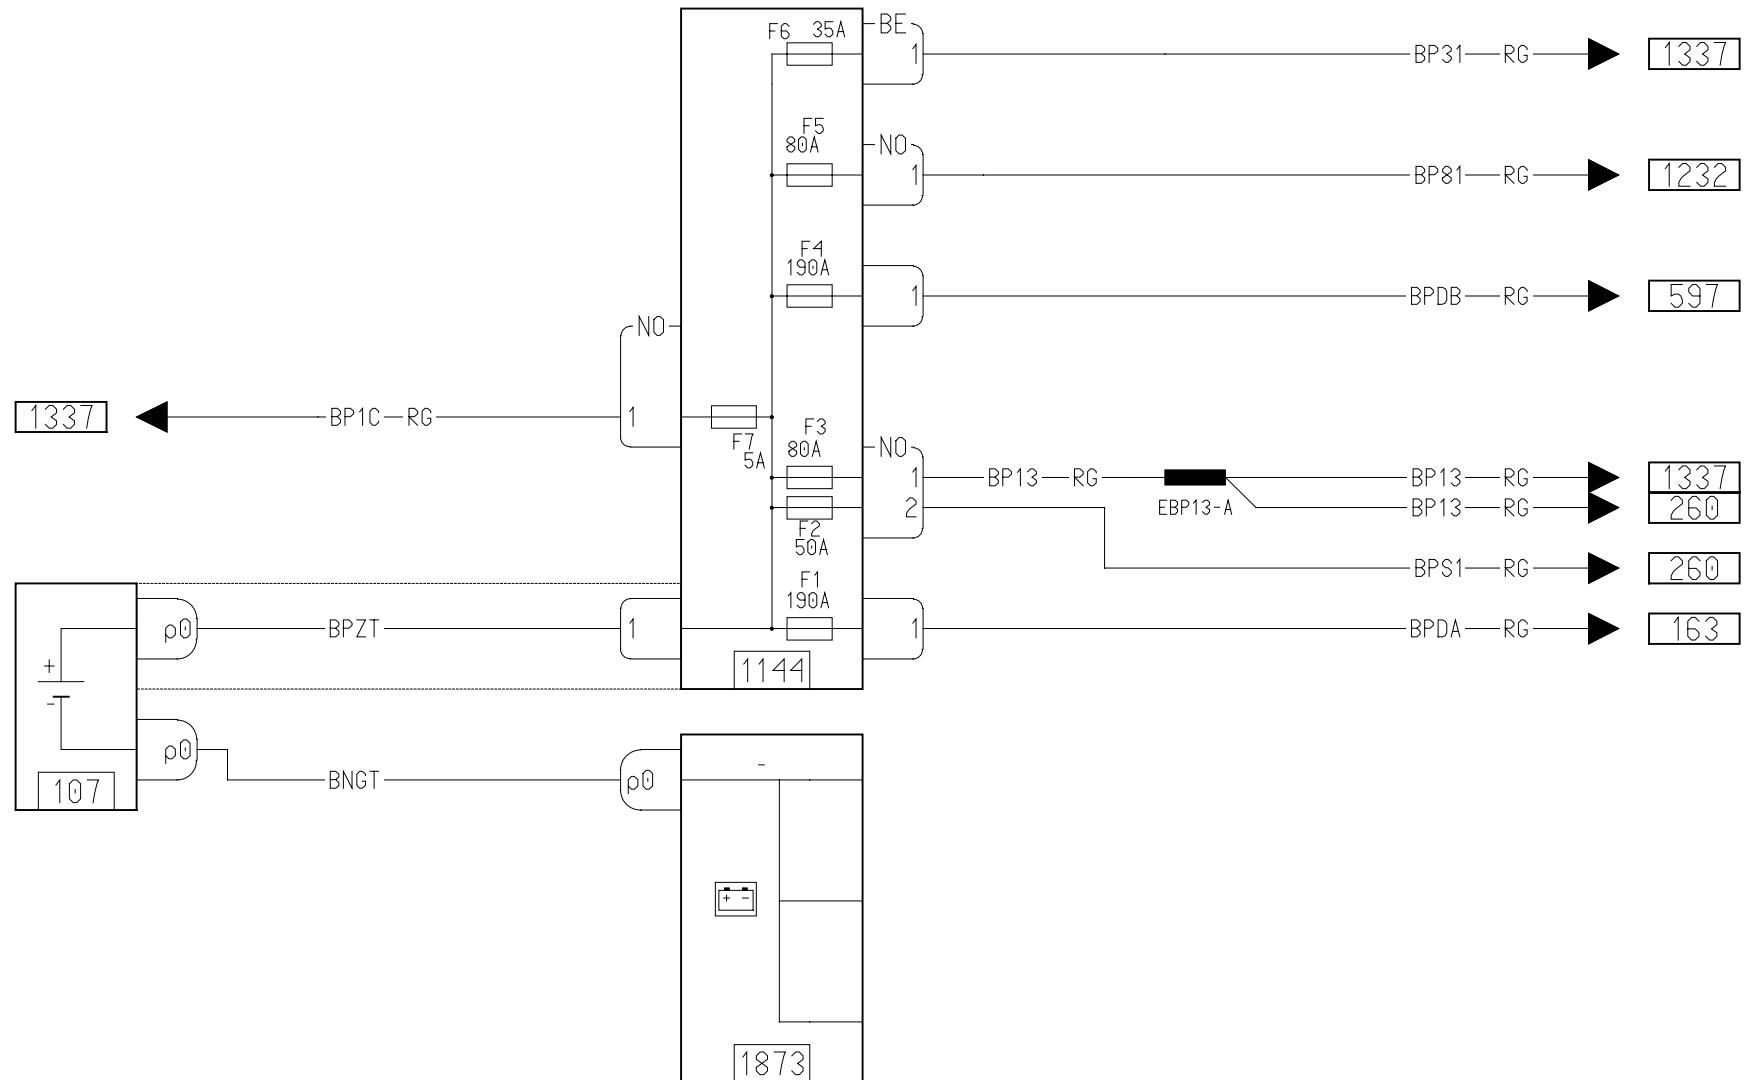 F6 35A BE
1 BP31 RG 1337
F5
80A NO
1 BP81 RG 1232
F4
190A
1 BPDB RG 597
NO
1337 BP1C RG 1
F7
5A
F3
80A NO
1 BP13 RG BP13 RG 1337
EBP13-A
2 BP13 RG 260
F2
50A
BPS1 RG 260
F1
190A
p0 BPZT 1 1 BPDA RG 163
+
-
1144
p0
107
BNGT p0
-
+ -
1873